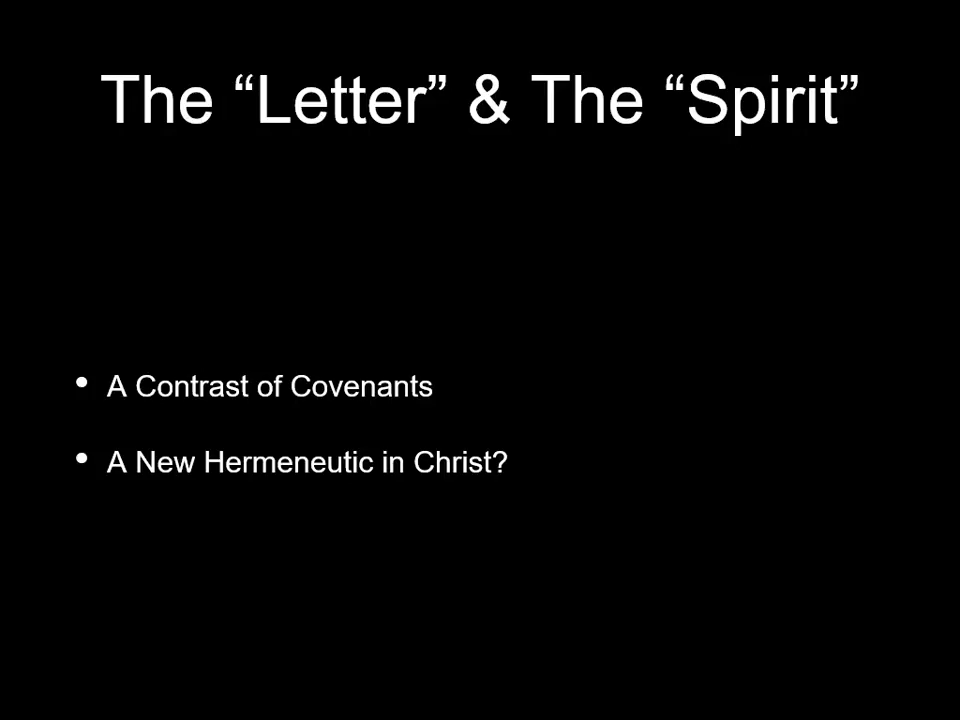 The “Letter” & The “Spirit”
• A Contrast of Covenants
• A New Hermeneutic in Christ?